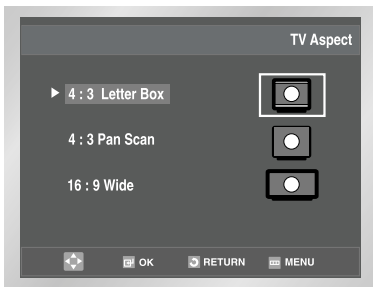 TV Aspect
4 : 3 Letter Box
4 : 3 Pan Scan
16 : 9 Wide
OK RETURN MENU